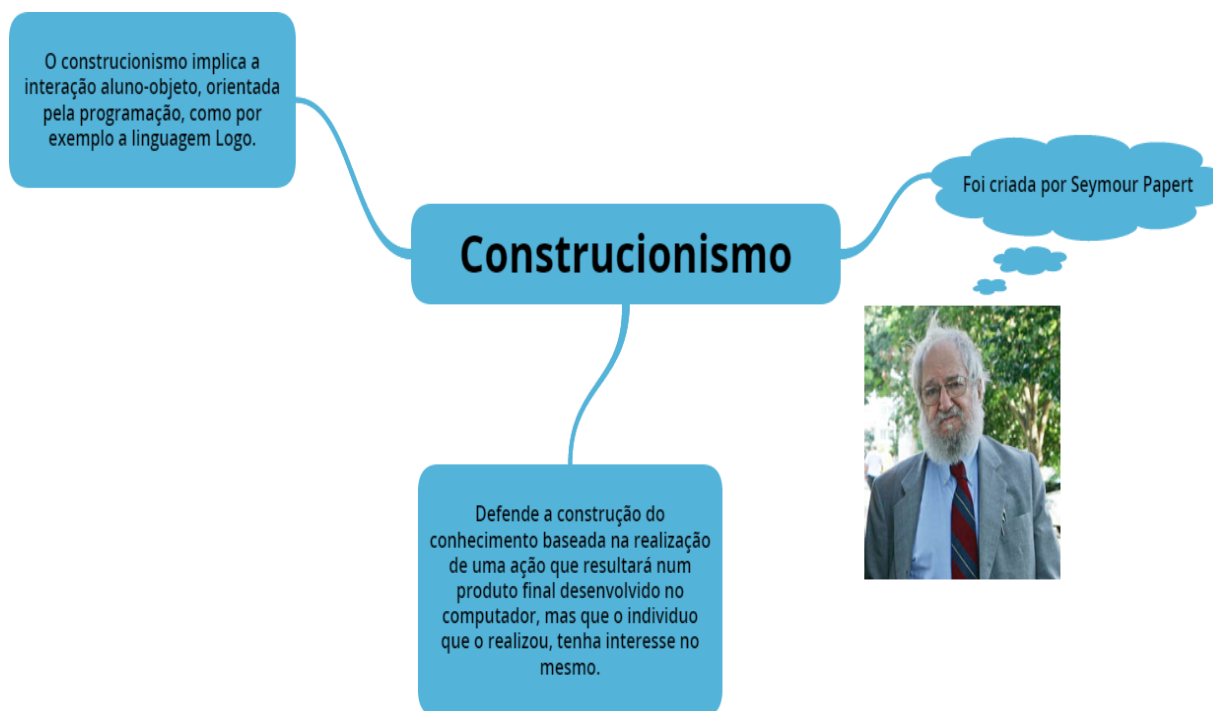 O construcionismo implica a
interação aluno-objeto, orientada
pela programação, como por
exemplo a linguagem Logo.
Foi criada por Seymour Papert
Construcionismo
Defende a construção do
conhecimento baseada na realização
de uma ação que resultará num
produto final desenvolvido no
computador, mas que o individuo
que o realizou, tenha interesse no
mesmo.